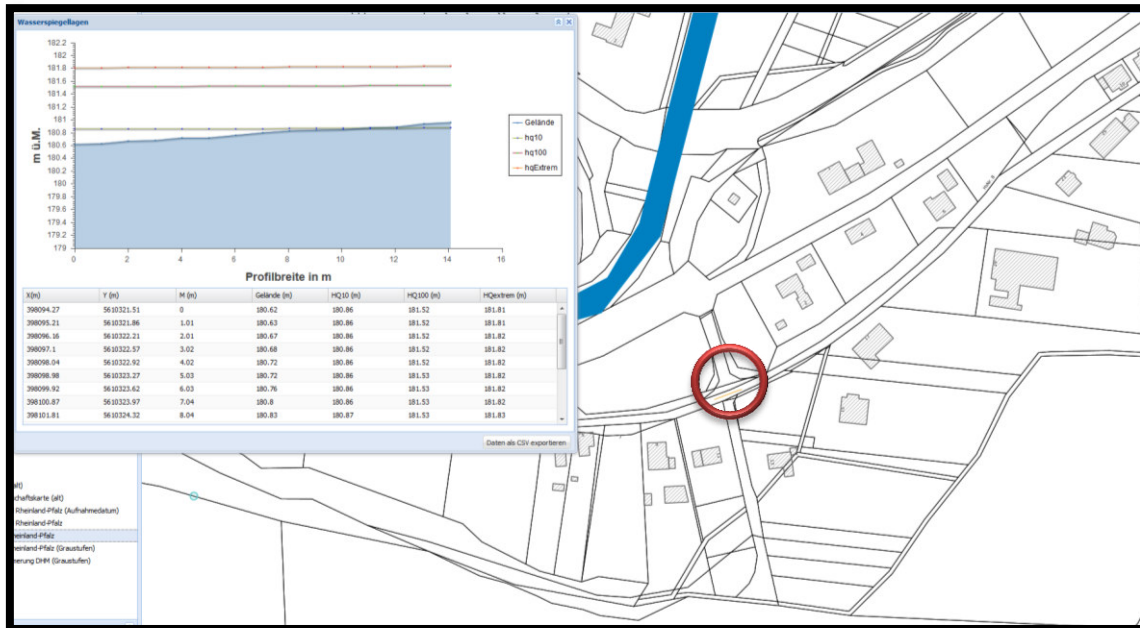 Wasserspiegellagen
182.2
182
181.8
181.6
181.4
181.2
181
180.8
180.6
180.4
180.2
180
179.8
179.6
179.4
179.2
179
m ü.M.
0 2 4 6 8 10 12 14 16
Profilbreite in m
Gelände
hq10
hq100
hqExtrem
X(m) Y (m) M (m) Gelände (m) HQ10 (m) HQ100 (m) HQextrem (m)
398094.27 5610321.51 0 180.62 180.86 181.52 181.81
398095.21 5610321.86 1.01 180.63 180.86 181.52 181.81
398096.16 5610322.21 2.01 180.67 180.86 181.52 181.82
398097.1 5610322.57 3.02 180.68 180.86 181.52 181.82
398098.04 5610322.92 4.02 180.72 180.86 181.52 181.82
398098.98 5610323.27 5.03 180.72 180.86 181.53 181.82
398099.92 5610323.62 6.03 180.76 180.86 181.53 181.82
398100.87 5610323.97 7.04 180.8 180.86 181.53 181.82
398101.81 5610324.32 8.04 180.83 180.87 181.53 181.83
Daten als CSV exportieren
alt)
schaftskarte (alt)
Rheinland-Pfalz (Aufnahmedatum)
Rheinland-Pfalz
heinland-Pfalz
heinland-Pfalz (Graustufen)
merung DHM (Graustufen)